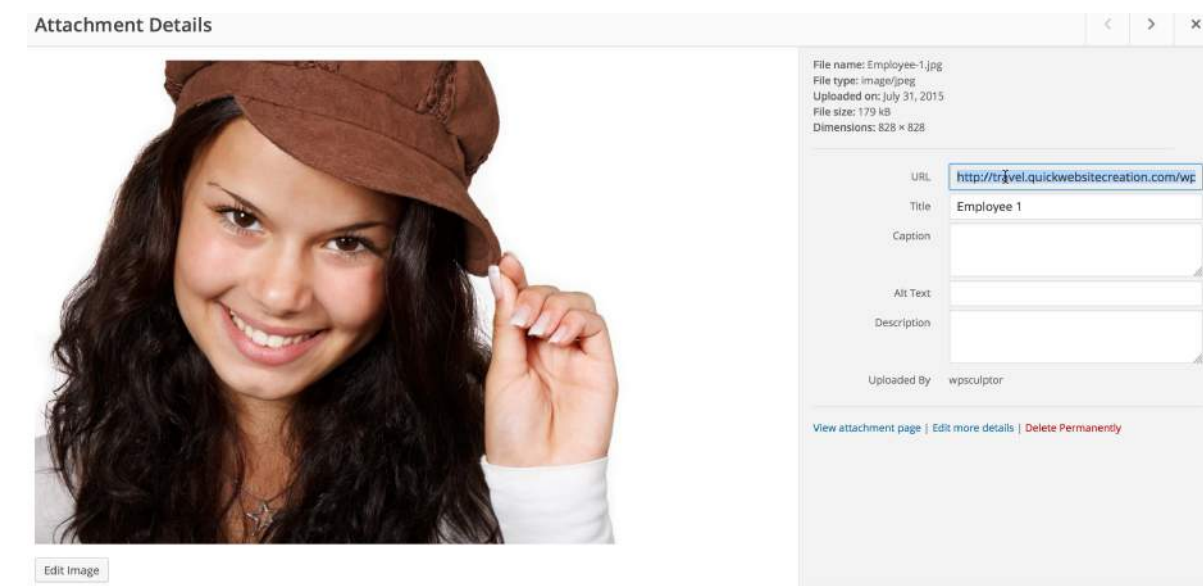 Attachment Details
File name: Employee-1.jpg
File type: image/jpeg
Uploaded on: July 31, 2015
File size: 179 kB
Dimensions: 828 × 828
URL http://travel.quickwebsitecreation.com/wp
Title Employee 1
Caption
Alt Text
Description
Uploaded By wpsculptor
View attachment page | Edit more details | Delete Permanently
Edit Image